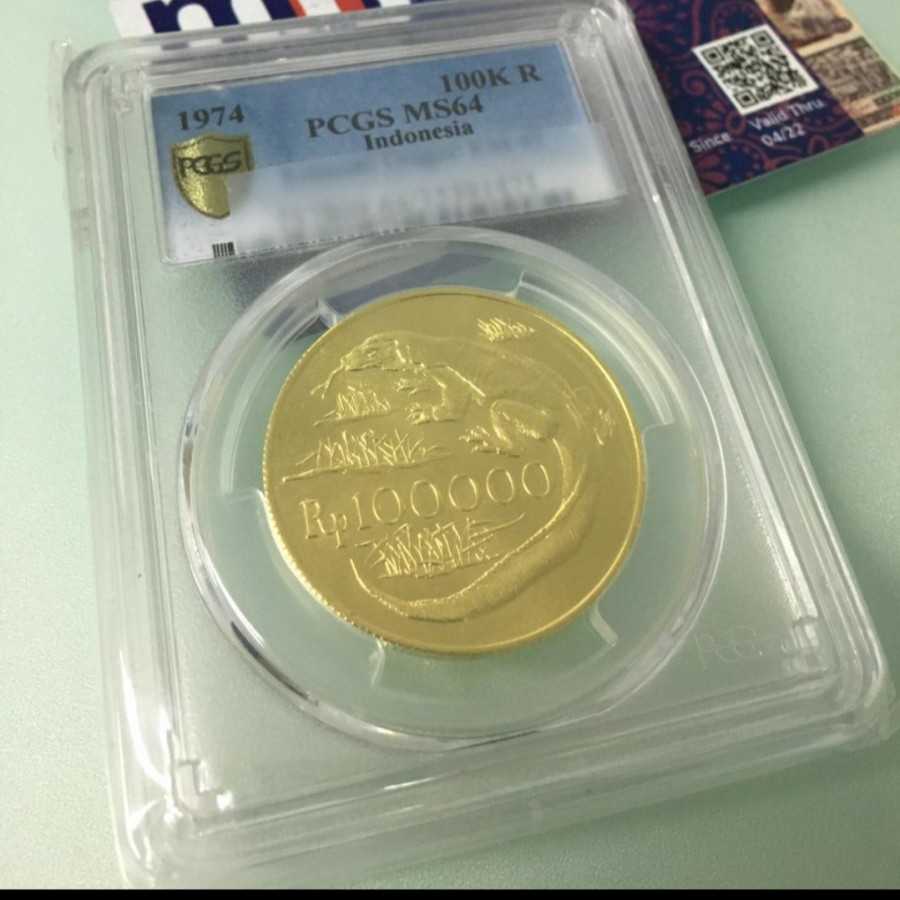 1974
100K R
PCGS MS64
Indonesia
PCGS
Since
Valid Thru
04/22
Rp100000